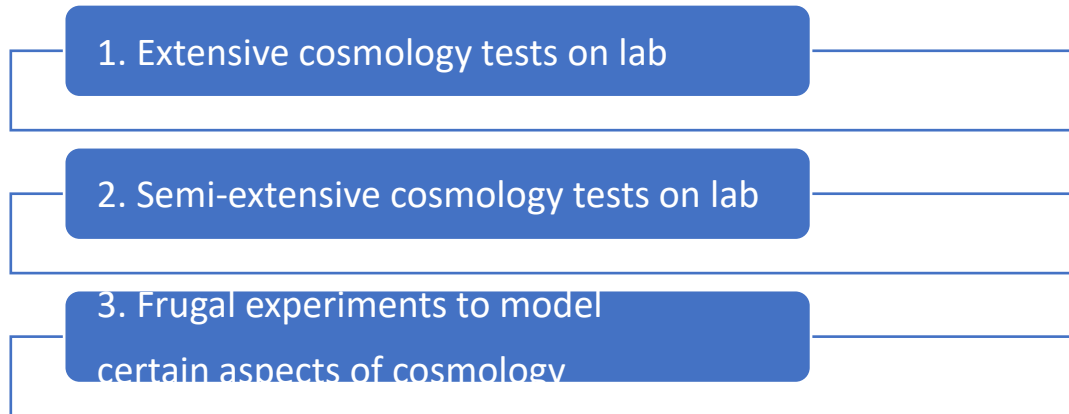 1. Extensive cosmology tests on lab
2. Semi-extensive cosmology tests on lab
3. Frugal experiments to model
certain aspects of cosmology